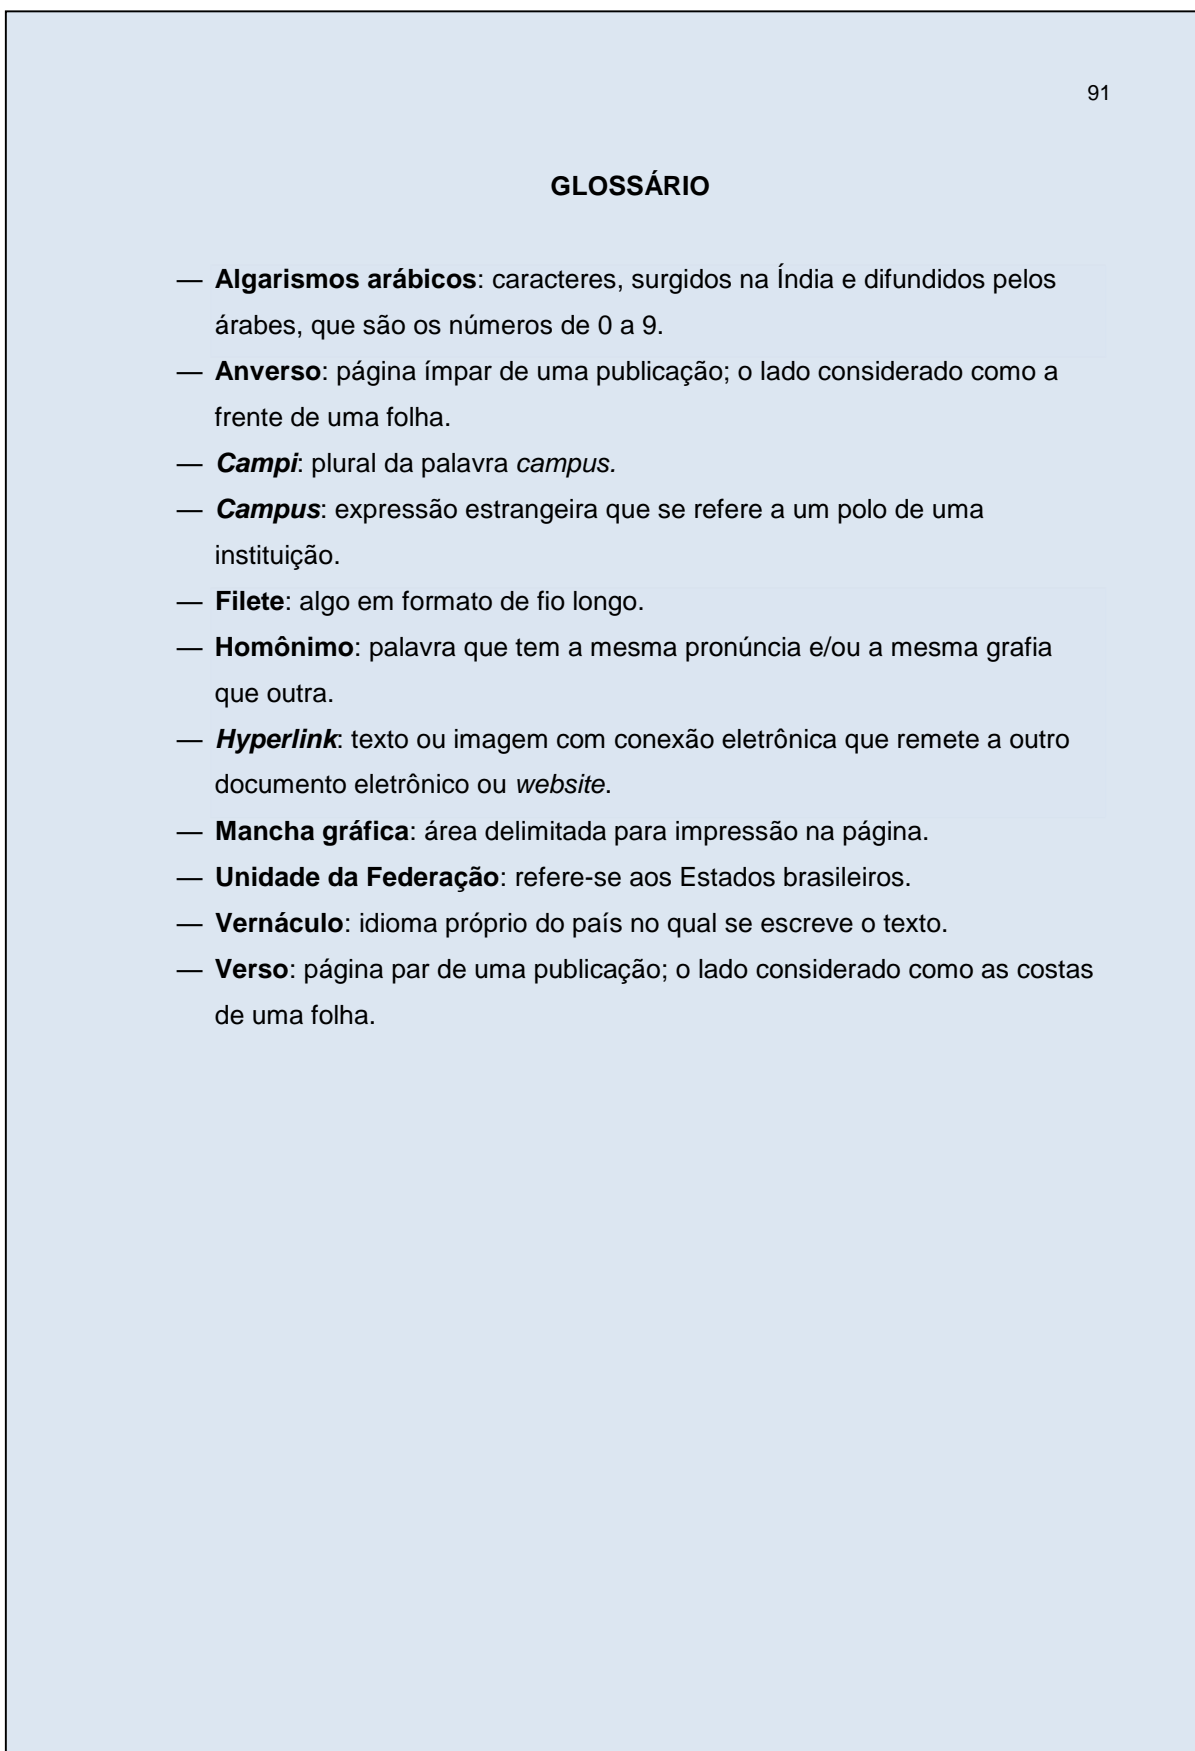 91
GLOSSÁRIO
— Algarismos arábicos: caracteres, surgidos na Índia e difundidos pelos
árabes, que são os números de 0 a 9.
— Anverso: página ímpar de uma publicação; o lado considerado como a
frente de uma folha.
— Campi: plural da palavra campus.
— Campus: expressão estrangeira que se refere a um polo de uma
instituição.
— Filete: algo em formato de fio longo.
— Homônimo: palavra que tem a mesma pronúncia e/ou a mesma grafia
que outra.
— Hyperlink: texto ou imagem com conexão eletrônica que remete a outro
documento eletrônico ou website.
— Mancha gráfica: área delimitada para impressão na página.
— Unidade da Federação: refere-se aos Estados brasileiros.
— Vernáculo: idioma próprio do país no qual se escreve o texto.
— Verso: página par de uma publicação; o lado considerado como as costas
de uma folha.